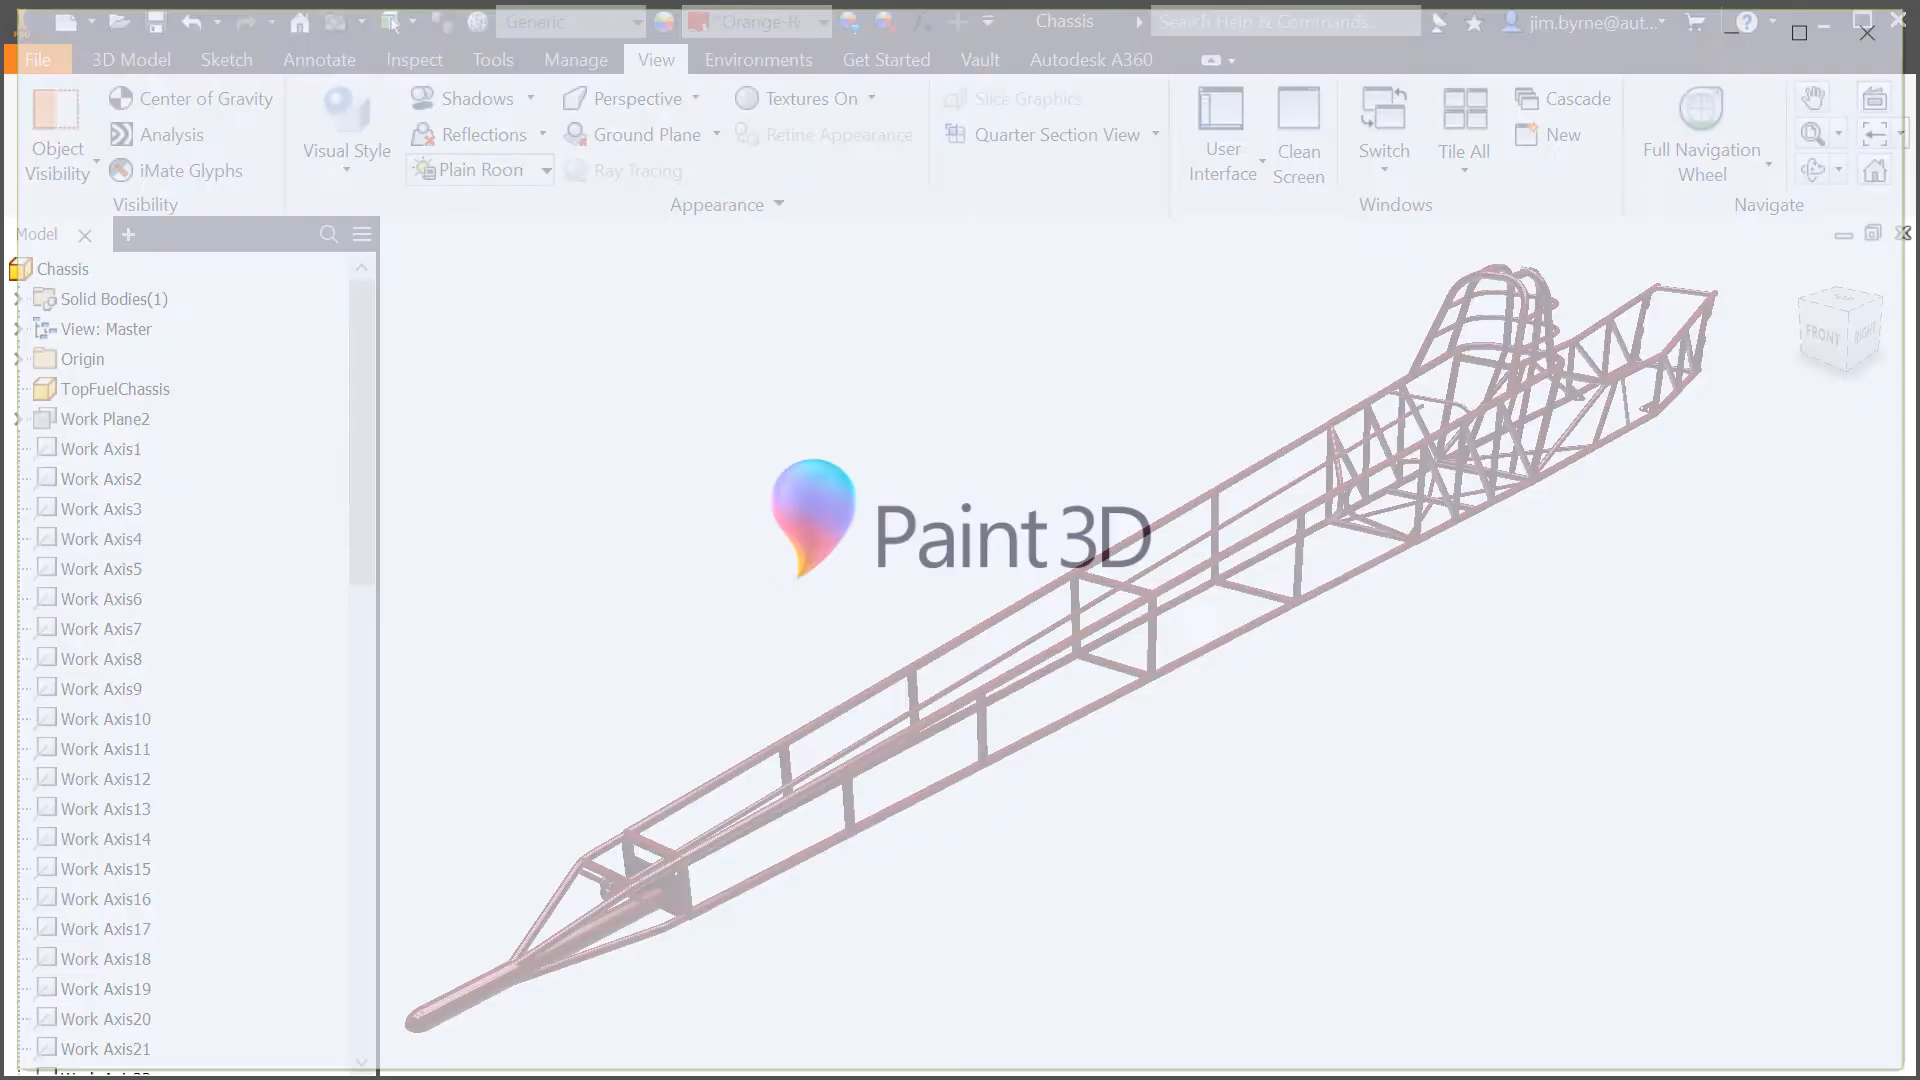 Generic
*Orange-R
Chassis
Search Help & Commands...
jim.byrne@aut...
File
3D Model
Sketch
Annotate
Inspect
Tools
Manage
View
Environments
Get Started
Vault
Autodesk A360
Object
Visibility
Center of Gravity
Analysis
iMate Glyphs
Visibility
Visual Style
Shadows
Reflections
Plain Room
Perspective
Ground Plane
Ray Tracing
Textures On
Refine Appearance
Appearance
Slice Graphics
Quarter Section View
User
Interface
Clean
Screen
Switch
Tile All
Cascade
New
Windows
Full Navigation
Wheel
Navigate
Model
Chassis
Solid Bodies(1)
View: Master
Origin
TopFuelChassis
Work Plane2
Work Axis1
Work Axis2
Work Axis3
Work Axis4
Work Axis5
Work Axis6
Work Axis7
Work Axis8
Work Axis9
Work Axis10
Work Axis11
Work Axis12
Work Axis13
Work Axis14
Work Axis15
Work Axis16
Work Axis17
Work Axis18
Work Axis19
Work Axis20
Work Axis21
Paint 3D
FRONT
RIGHT